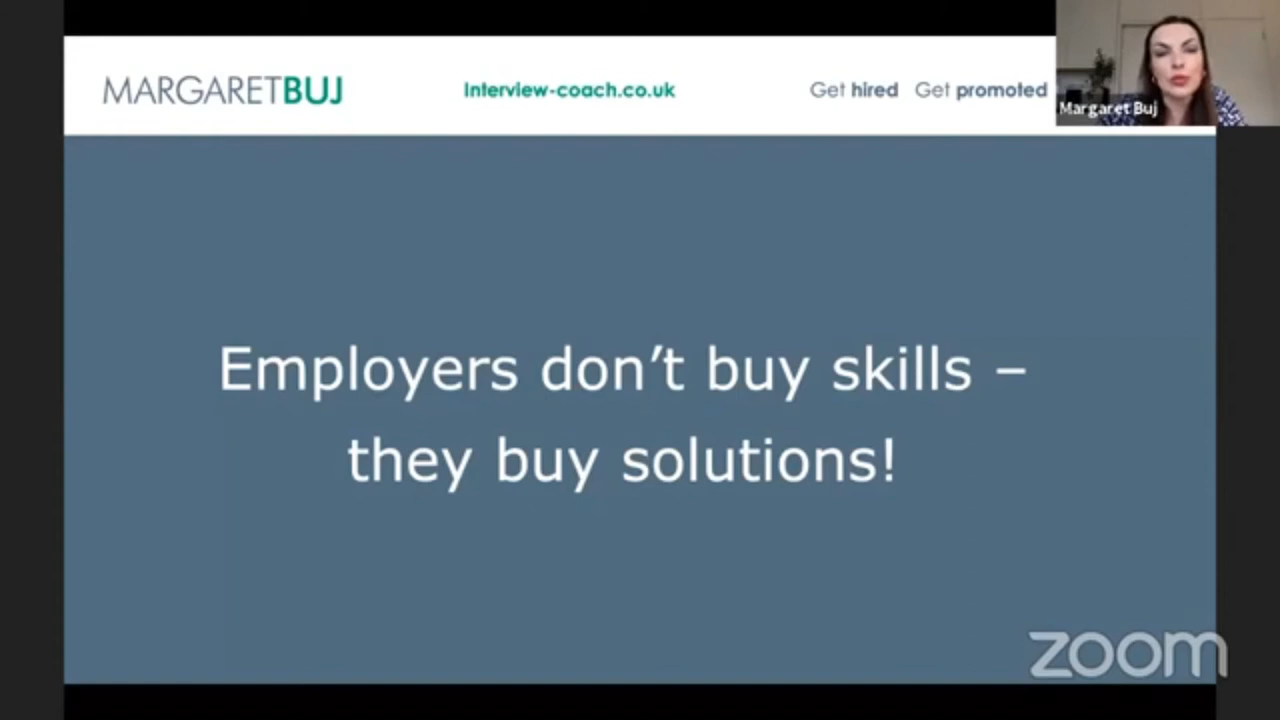 MARGARETBUJ
Interview-coach.co.uk
Get hired Get promoted
Margaret Buj
Employers don’t buy skills –
they buy solutions!
zoom